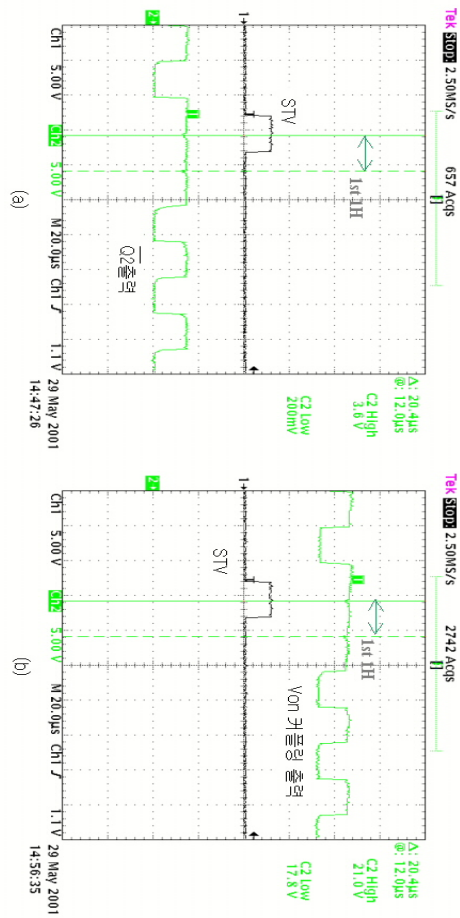 Tek Stop: 2.50MS/s
657 Acqs
1st 1H
STV
Q2출력
Δ: 20.4µs
@: 12.0µs
C2 High
3.6 V
C2 Low
200mV
Ch1 5.00 V Ch2 5.00 V M 20.0µs Ch1 1.1 V
29 May 2001
14:47:26
(a)
Tek Stop: 2.50MS/s
2742 Acqs
1st 1H
STV
Von 커플링 출력
Δ: 20.4µs
@: 12.0µs
C2 High
21.0 V
C2 Low
17.8 V
Ch1 5.00 V Ch2 5.00 V M 20.0µs Ch1 1.1 V
29 May 2001
14:56:35
(b)